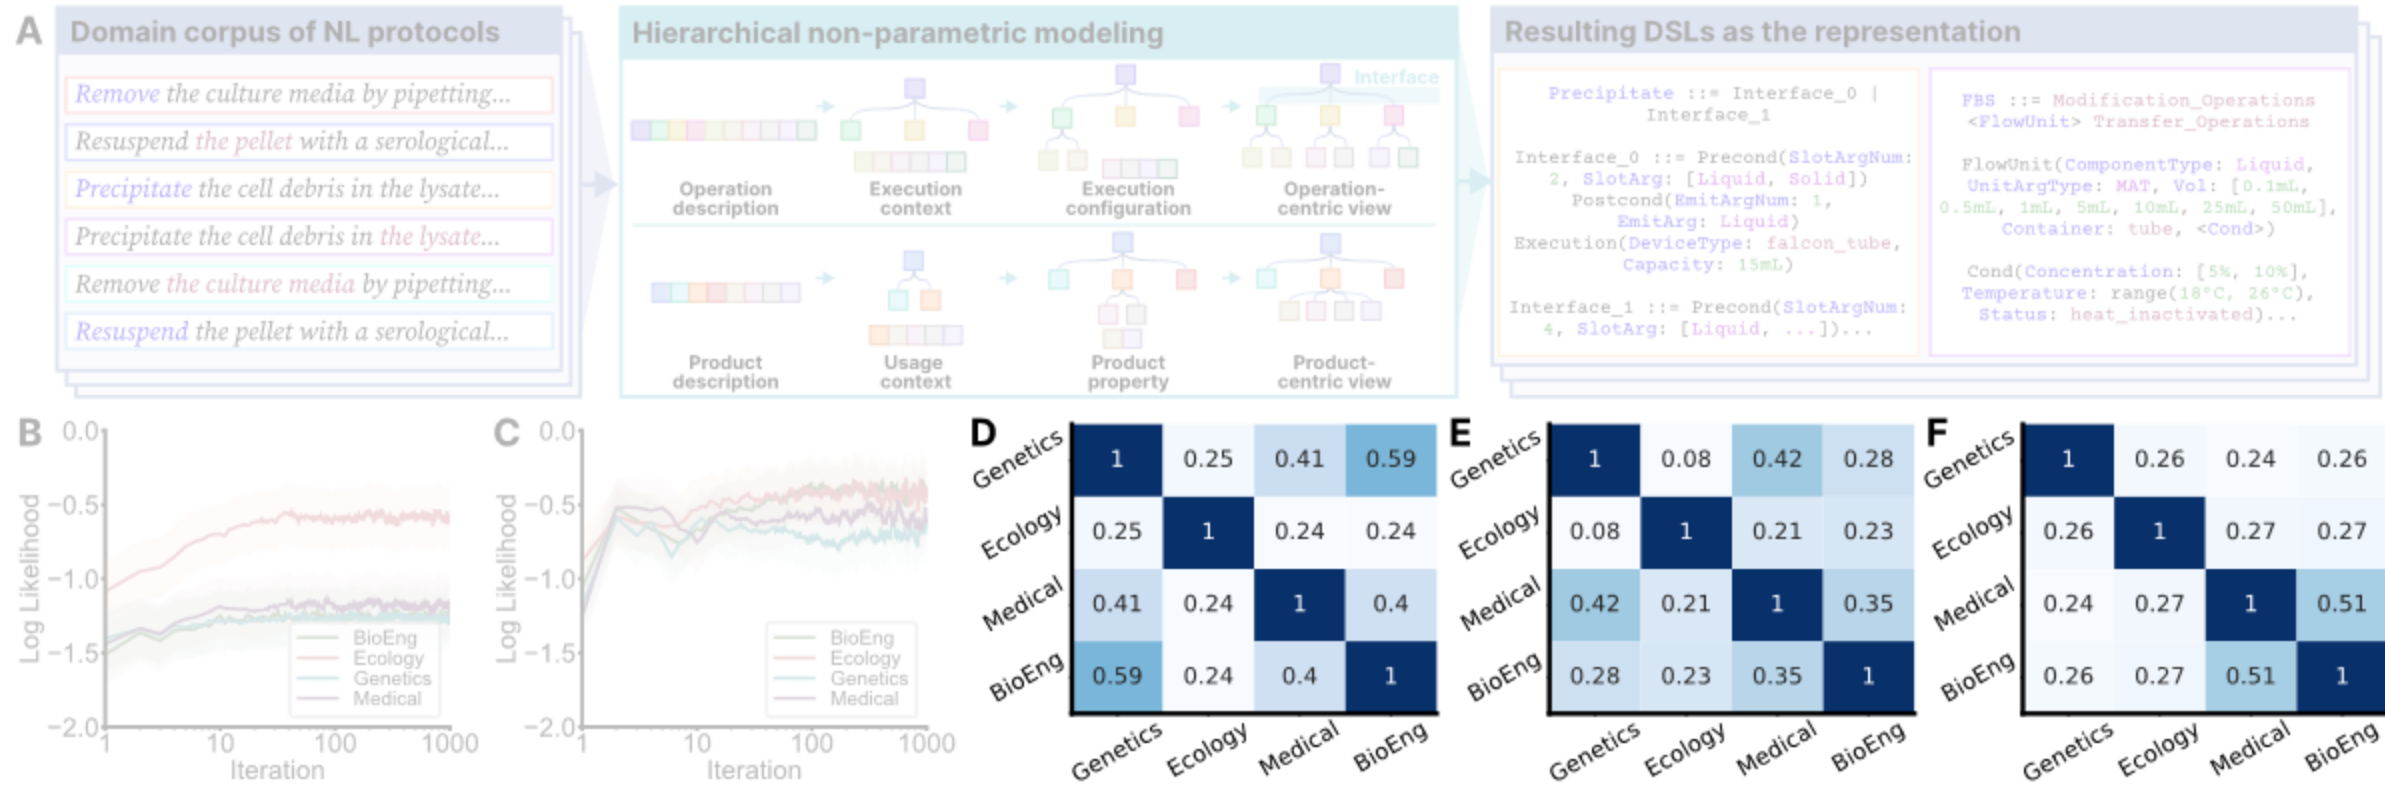 A
Domain corpus of NL protocols
Remove the culture media by pipetting...
Resuspend the pellet with a serological...
Precipitate the cell debris in the lysate...
Precipitate the cell debris in the lysate...
Remove the culture media by pipetting...
Resuspend the pellet with a serological...
Hierarchical non-parametric modeling
Interface
Operation description
Execution context
Execution configuration
Operation-centric view
Product description
Usage context
Product property
Product-centric view
Resulting DSLs as the representation
Precipitate ::= Interface_0 |
Interface_1
Interface_0 ::= Precond(SlotArgNum:
2, SlotArg: [Liquid, Solid])
Postcond(EmitArgNum: 1,
EmitArg: Liquid)
Execution(DeviceType: falcon_tube,
Capacity: 15mL)
Interface_1 ::= Precond(SlotArgNum:
4, SlotArg: [Liquid, ...])...
FBS ::= Modification_Operations
<FlowUnit> Transfer_Operations
FlowUnit(ComponentType: Liquid,
UnitArgType: MAT, Vol: [0.1mL,
0.5mL, 1mL, 5mL, 10mL, 25mL, 50mL],
Container: tube, <Cond>)
Cond(Concentration: [5%, 10%],
Temperature: range(18°C, 26°C),
Status: heat_inactivated)...
B
Log Likelihood
0.0
−0.5
−1.0
−1.5
−2.0
BioEng
Ecology
Genetics
Medical
1 10 100 1000
Iteration
C
Log Likelihood
0.0
−0.5
−1.0
−1.5
−2.0
BioEng
Ecology
Genetics
Medical
1 10 100 1000
Iteration
D
Genetics 1 0.25 0.41 0.59
Ecology 0.25 1 0.24 0.24
Medical 0.41 0.24 1 0.4
BioEng 0.59 0.24 0.4 1
Genetics Ecology Medical BioEng
E
Genetics 1 0.08 0.42 0.28
Ecology 0.08 1 0.21 0.23
Medical 0.42 0.21 1 0.35
BioEng 0.28 0.23 0.35 1
Genetics Ecology Medical BioEng
F
Genetics 1 0.26 0.24 0.26
Ecology 0.26 1 0.27 0.27
Medical 0.24 0.27 1 0.51
BioEng 0.26 0.27 0.51 1
Genetics Ecology Medical BioEng